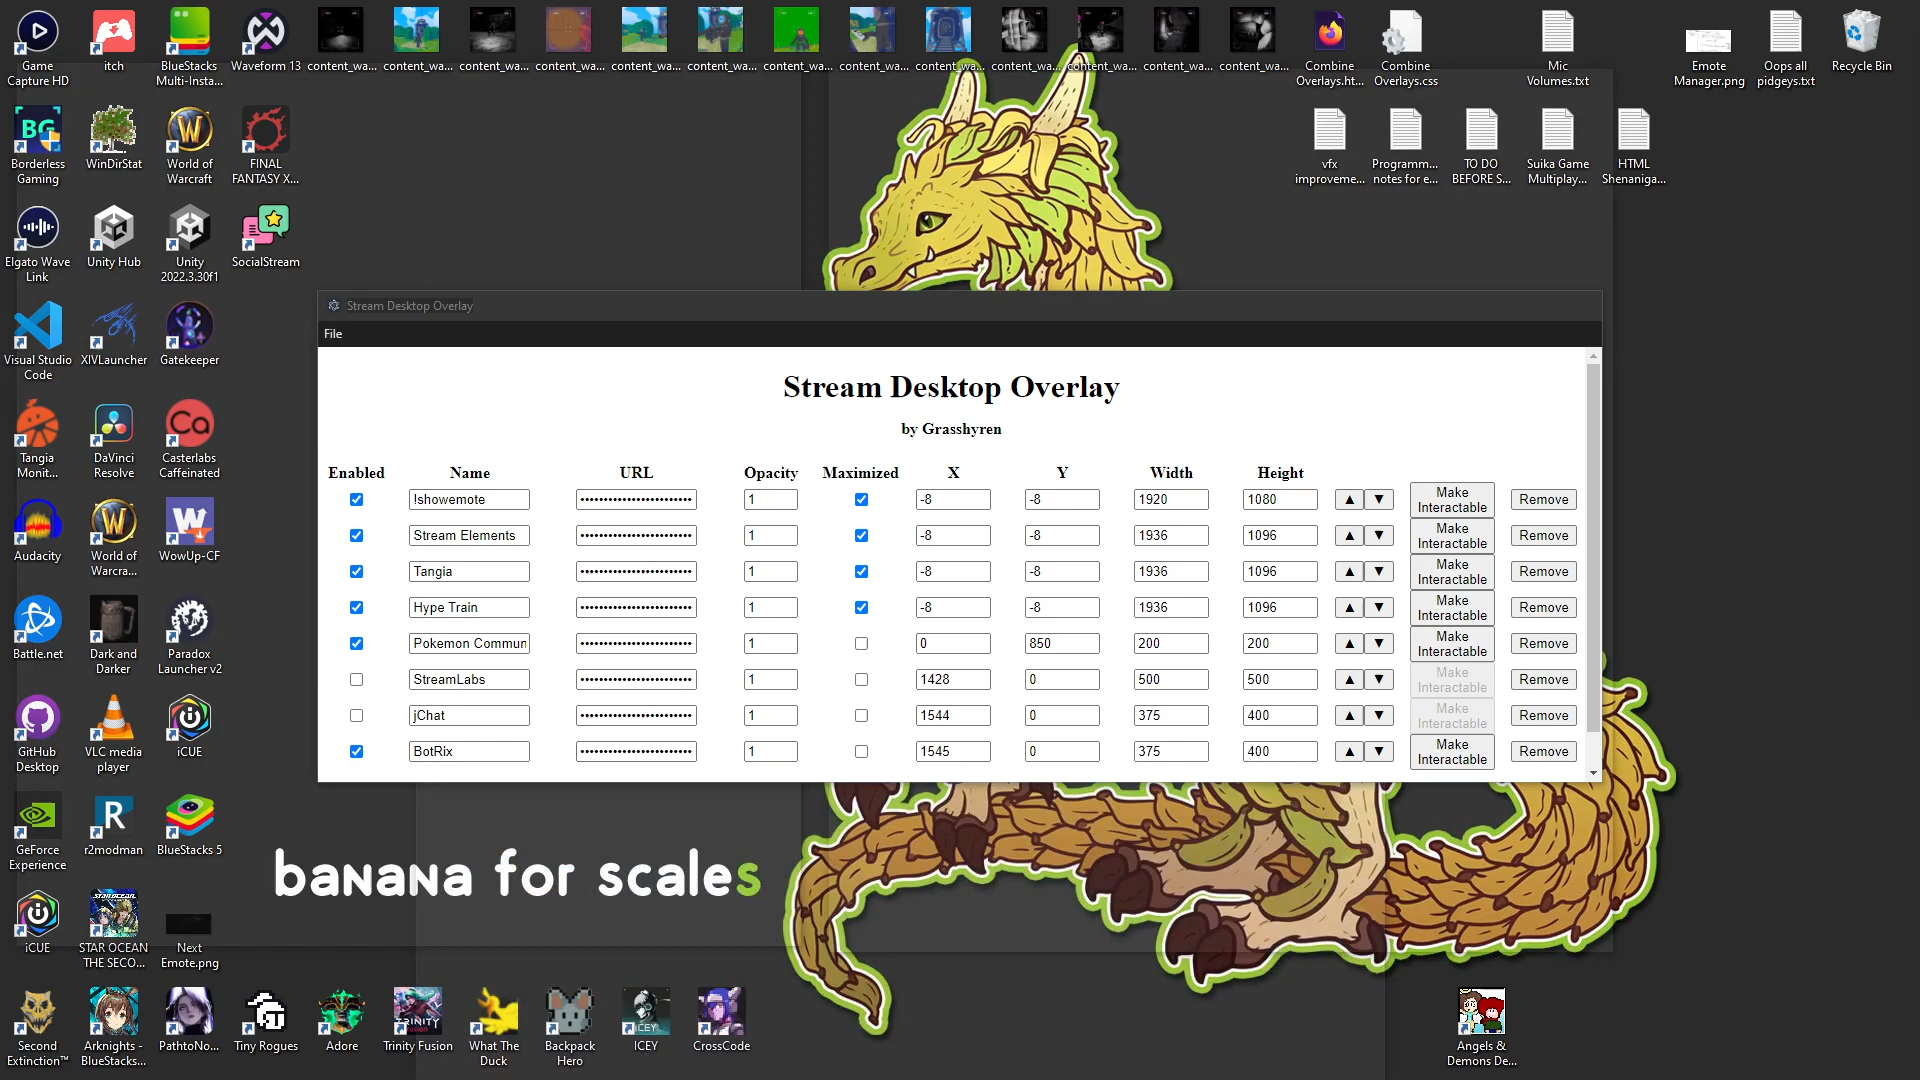 Game
Capture HD
itch
BlueStacks
Multi-Insta...
Waveform 13
content_wa...
content_wa...
content_wa...
content_wa...
content_wa...
content_wa...
content_wa...
content_wa...
content_wa...
content_wa...
content_wa...
content_wa...
content_wa...
Combine
Overlays.ht...
Combine
Overlays.css
Mic
Volumes.txt
Emote
Manager.png
Oops all
pidgeys.txt
Recycle Bin
Borderless
Gaming
WinDirStat
World of
Warcraft
FINAL
FANTASY X...
vfx
improveme...
Programm...
notes for e...
TO DO
BEFORE S...
Suika Game
Multiplay...
HTML
Shenaniga...
Elgato Wave
Link
Unity Hub
Unity
2022.3.30f1
SocialStream
Visual Studio
Code
XIVLauncher
Gatekeeper
Tangia
Monit...
DaVinci
Resolve
Casterlabs
Caffeinated
Audacity
World of
Warcra...
WowUp-CF
Battle.net
Dark and
Darker
Paradox
Launcher v2
GitHub
Desktop
VLC media
player
iCUE
GeForce
Experience
r2modman
BlueStacks 5
iCUE
STAR OCEAN
THE SECO...
Next
Emote.png
Second
Extinction™
Arknights -
BlueStacks...
PathtoNo...
Tiny Rogues
Adore
Trinity Fusion
What The
Duck
Backpack
Hero
ICEY
CrossCode
Angels &
Demons De...
Stream Desktop Overlay
File
Stream Desktop Overlay
by Grasshyren
Enabled Name URL Opacity Maximized X Y Width Height
!showemote •••••••••••••••••••••••• 1 -8 -8 1920 1080 ▲ ▼ Make Interactable Remove
Stream Elements •••••••••••••••••••••••• 1 -8 -8 1936 1096 ▲ ▼ Make Interactable Remove
Tangia •••••••••••••••••••••••• 1 -8 -8 1936 1096 ▲ ▼ Make Interactable Remove
Hype Train •••••••••••••••••••••••• 1 -8 -8 1936 1096 ▲ ▼ Make Interactable Remove
Pokemon Commun •••••••••••••••••••••••• 1 0 850 200 200 ▲ ▼ Make Interactable Remove
StreamLabs •••••••••••••••••••••••• 1 1428 0 500 500 ▲ ▼ Make Interactable Remove
jChat •••••••••••••••••••••••• 1 1544 0 375 400 ▲ ▼ Make Interactable Remove
BotRix •••••••••••••••••••••••• 1 1545 0 375 400 ▲ ▼ Make Interactable Remove
banana for scales